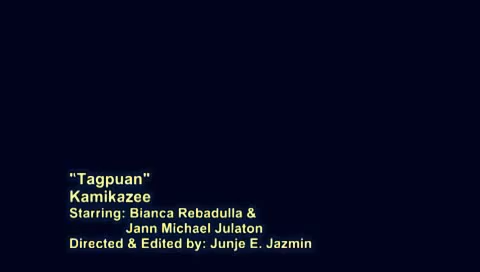 "Tagpuan"
Kamikazee
Starring: Bianca Rebadulla &
Jann Michael Julaton
Directed & Edited by: Junje E. Jazmin